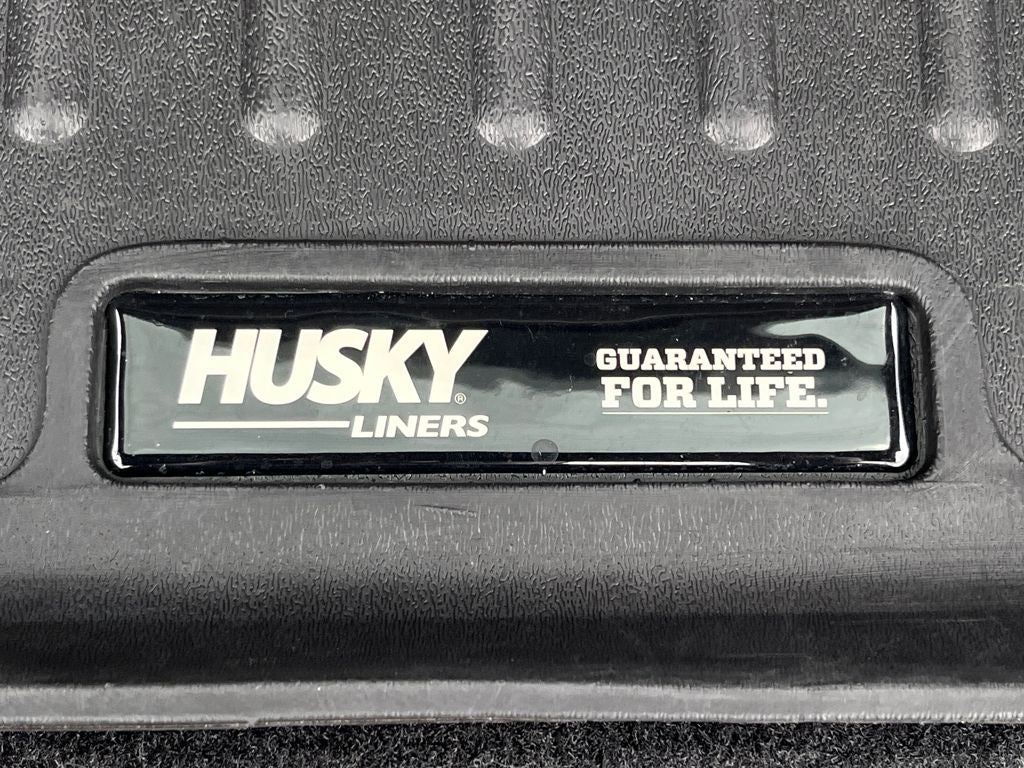 HUSKY®
LINERS
GUARANTEED
FOR LIFE.